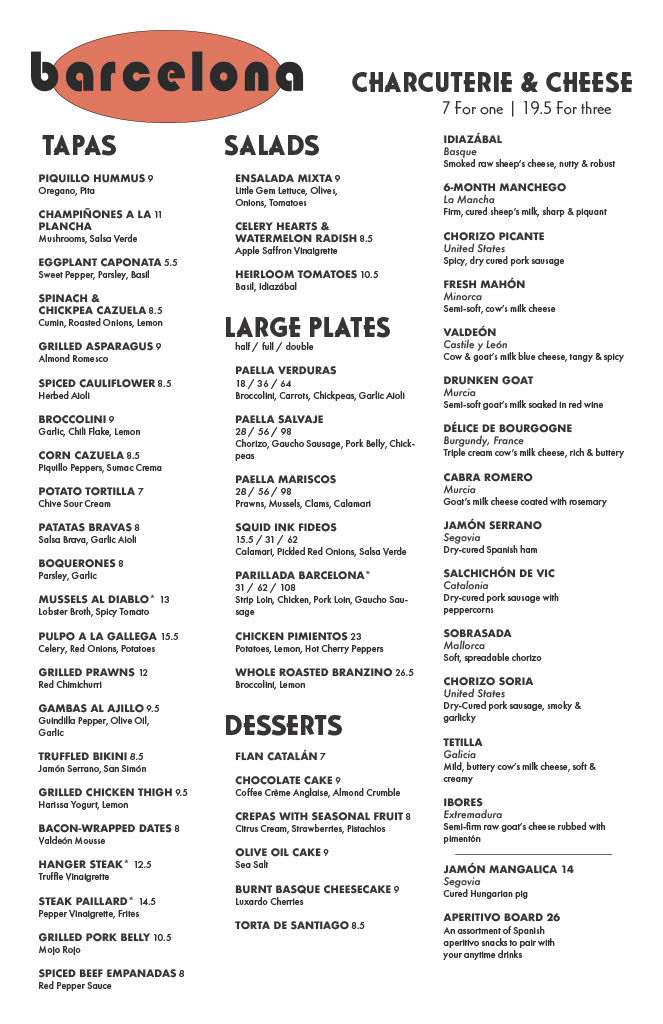 barcelona
TAPAS
PIQUILLO HUMMUS 9
Oregano, Pita
CHAMPIÑONES A LA 11
PLANCHA
Mushrooms, Salsa Verde
EGGPLANT CAPONATA 5.5
Sweet Pepper, Parsley, Basil
SPINACH &
CHICKPEA CAZUELA 8.5
Cumin, Roasted Onions, Lemon
GRILLED ASPARAGUS 9
Almond Romesco
SPICED CAULIFLOWER 8.5
Herbed Aioli
BROCCOLINI 9
Garlic, Chili Flake, Lemon
CORN CAZUELA 8.5
Piquillo Peppers, Sumac Crema
POTATO TORTILLA 7
Chive Sour Cream
PATATAS BRAVAS 8
Salsa Brava, Garlic Aioli
BOQUERONES 8
Parsley, Garlic
MUSSELS AL DIABLO* 13
Lobster Broth, Spicy Tomato
PULPO A LA GALLEGA 15.5
Celery, Red Onions, Potatoes
GRILLED PRAWNS 12
Red Chimichurri
GAMBAS AL AJILLO 9.5
Guindilla Pepper, Olive Oil,
Garlic
TRUFFLED BIKINI 8.5
Jamón Serrano, San Simón
GRILLED CHICKEN THIGH 9.5
Harissa Yogurt, Lemon
BACON-WRAPPED DATES 8
Valdeón Mousse
HANGER STEAK* 12.5
Truffle Vinaigrette
STEAK PAILLARD* 14.5
Pepper Vinaigrette, Frites
GRILLED PORK BELLY 10.5
Mojo Rojo
SPICED BEEF EMPANADAS 8
Red Pepper Sauce
SALADS
ENSALADA MIXTA 9
Little Gem Lettuce, Olives,
Onions, Tomatoes
CELERY HEARTS &
WATERMELON RADISH 8.5
Apple Saffron Vinaigrette
HEIRLOOM TOMATOES 10.5
Basil, Idiazábal
LARGE PLATES
half / full / double
PAELLA VERDURAS
18 / 36 / 64
Broccolini, Carrots, Chickpeas, Garlic Aioli
PAELLA SALVAJE
28 / 56 / 98
Chorizo, Gaucho Sausage, Pork Belly, Chick-
peas
PAELLA MARISCOS
28 / 56 / 98
Prawns, Mussels, Clams, Calamari
SQUID INK FIDEOS
15.5 / 31 / 62
Calamari, Pickled Red Onions, Salsa Verde
PARILLADA BARCELONA*
31 / 62 / 108
Strip Loin, Chicken, Pork Loin, Gaucho Sau-
sage
CHICKEN PIMIENTOS 23
Potatoes, Lemon, Hot Cherry Peppers
WHOLE ROASTED BRANZINO 26.5
Broccolini, Lemon
DESSERTS
FLAN CATALÁN 7
CHOCOLATE CAKE 9
Coffee Crème Anglaise, Almond Crumble
CREPAS WITH SEASONAL FRUIT 8
Citrus Cream, Strawberries, Pistachios
OLIVE OIL CAKE 9
Sea Salt
BURNT BASQUE CHEESECAKE 9
Luxardo Cherries
TORTA DE SANTIAGO 8.5
CHARCUTERIE & CHEESE
7 For one | 19.5 For three
IDIAZÁBAL
Basque
Smoked raw sheep's cheese, nutty & robust
6-MONTH MANCHEGO
La Mancha
Firm, cured sheep's milk, sharp & piquant
CHORIZO PICANTE
United States
Spicy, dry cured pork sausage
FRESH MAHÓN
Minorca
Semi-soft, cow's milk cheese
VALDEÓN
Castile y León
Cow & goat's milk blue cheese, tangy & spicy
DRUNKEN GOAT
Murcia
Semi-soft goat's milk soaked in red wine
DÉLICE DE BOURGOGNE
Burgundy, France
Triple cream cow's milk cheese, rich & buttery
CABRA ROMERO
Murcia
Goat's milk cheese coated with rosemary
JAMÓN SERRANO
Segovia
Dry-cured Spanish ham
SALCHICHÓN DE VIC
Catalonia
Dry-cured pork sausage with
peppercorns
SOBRASADA
Mallorca
Soft, spreadable chorizo
CHORIZO SORIA
United States
Dry-Cured pork sausage, smoky &
garlicky
TETILLA
Galicia
Mild, buttery cow's milk cheese, soft &
creamy
IBORES
Extremadura
Semi-firm raw goat's cheese rubbed with
pimentón
JAMÓN MANGALICA 14
Segovia
Cured Hungarian pig
APERITIVO BOARD 26
An assortment of Spanish
aperitivo snacks to pair with
your anytime drinks